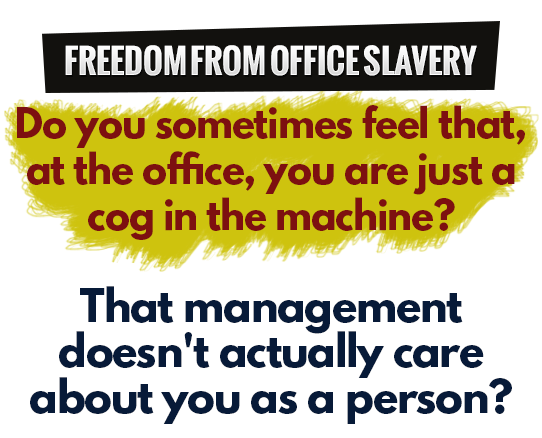 FREEDOM FROM OFFICE SLAVERY
Do you sometimes feel that,
at the office, you are just a
cog in the machine?
That management
doesn't actually care
about you as a person?